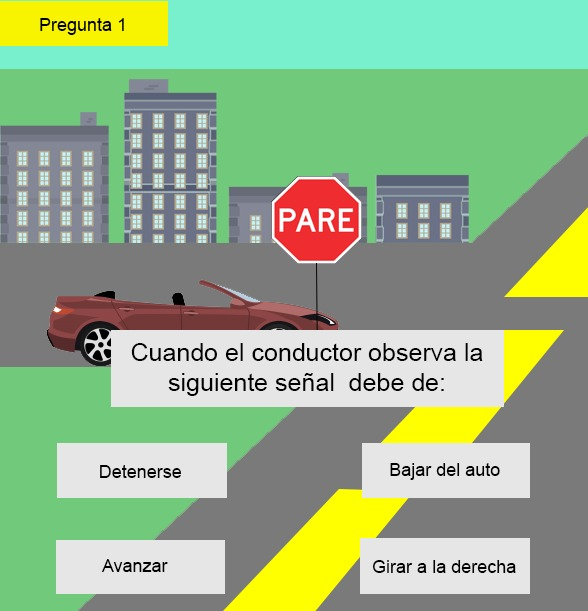 Pregunta 1
PARE
Cuando el conductor observa la
siguiente señal debe de:
Detenerse
Bajar del auto
Avanzar
Girar a la derecha